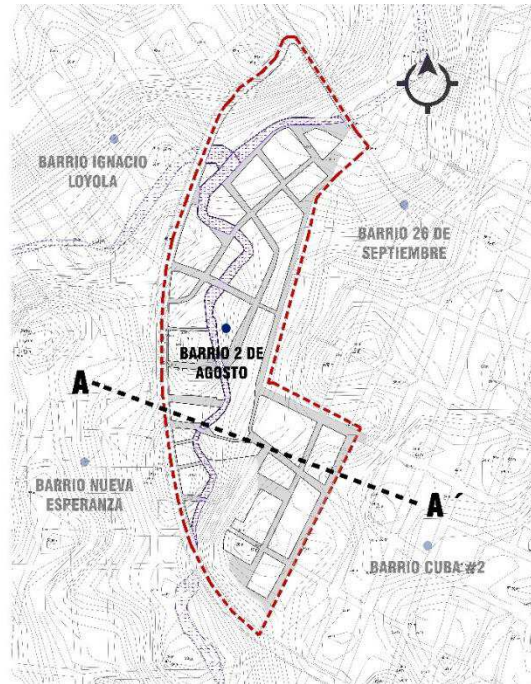 BARRIO IGNACIO
LOYOLA
BARRIO 26 DE
SEPTIEMBRE
BARRIO 2 DE
AGOSTO
A
BARRIO NUEVA
ESPERANZA
A´
BARRIO CUBA #2